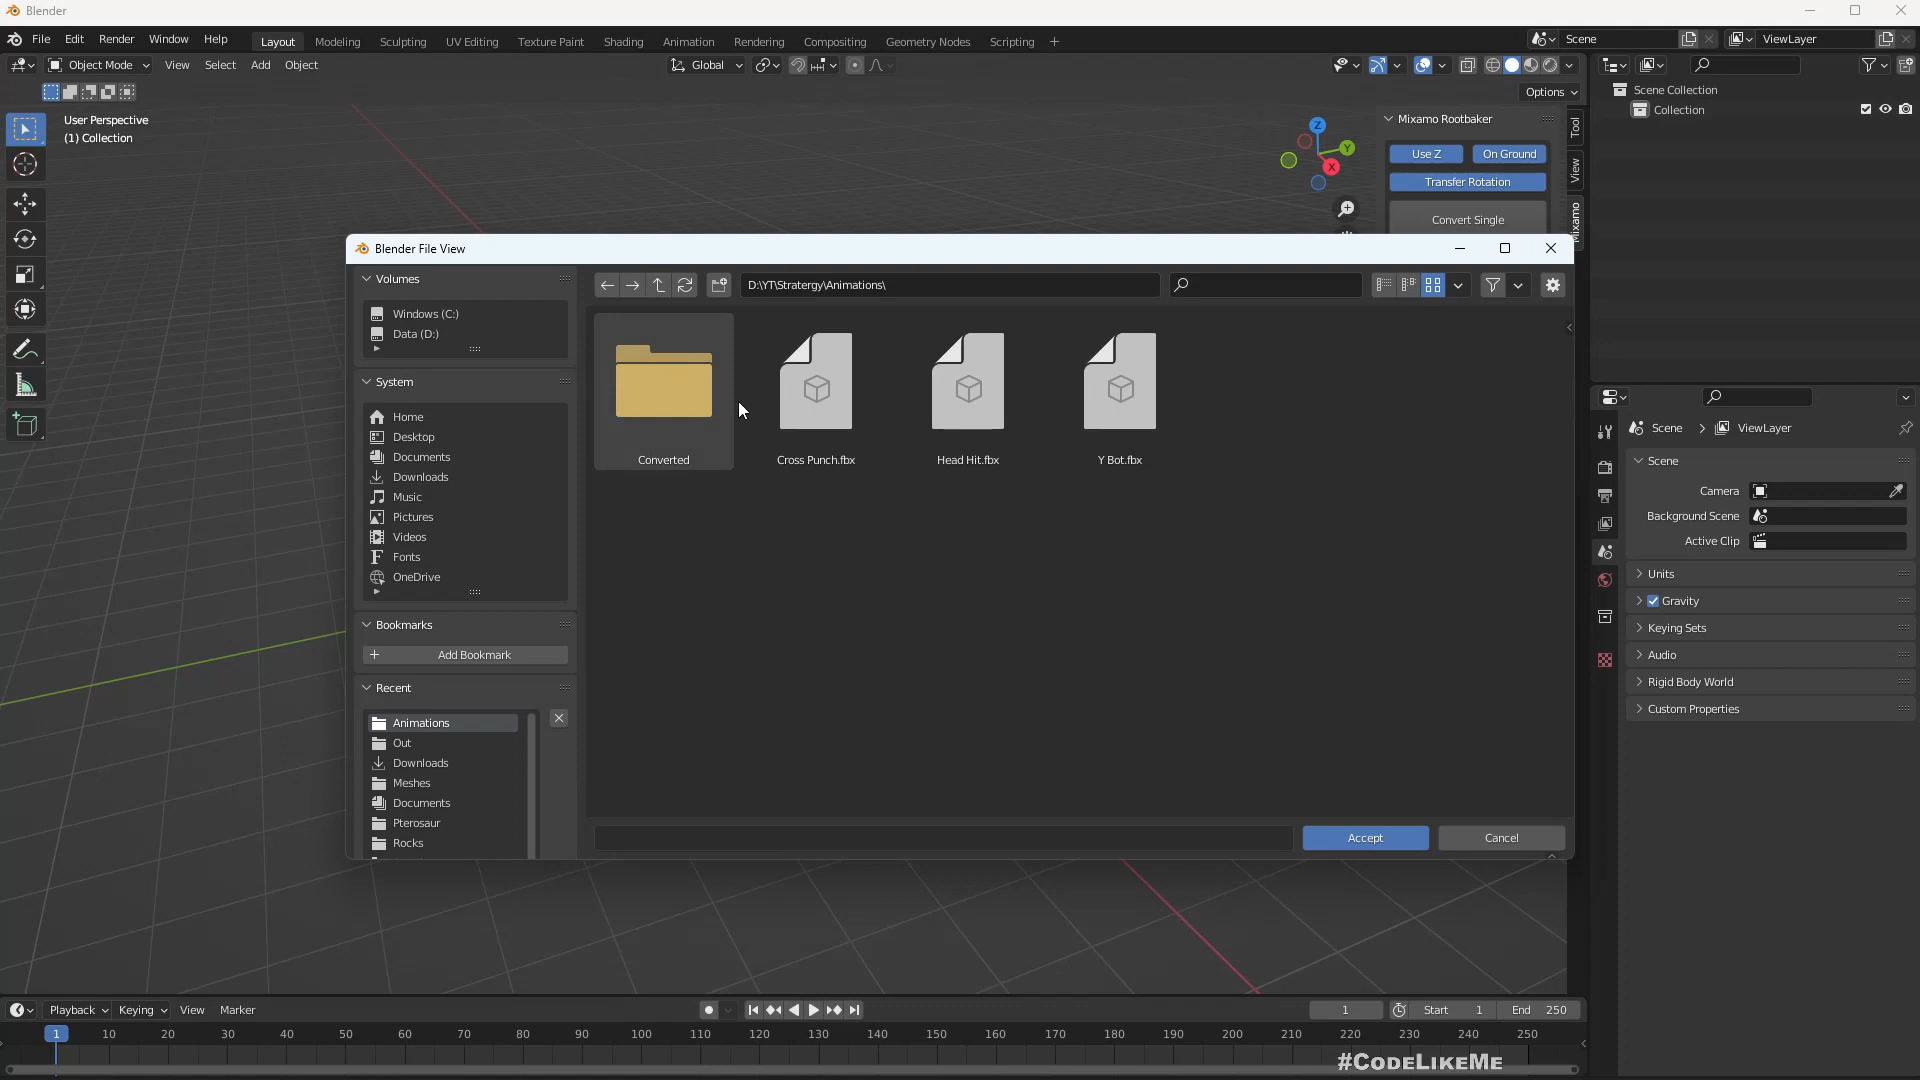 Blender
File Edit Render Window Help Layout Modeling Sculpting UV Editing Texture Paint Shading Animation Rendering Compositing Geometry Nodes Scripting +
Scene
ViewLayer
Object Mode View Select Add Object
Global
Options
User Perspective
(1) Collection
Z
Y
X
Mixamo Rootbaker
Use Z
On Ground
Transfer Rotation
Convert Single
Tool
View
Mixamo
Scene Collection
Collection
Blender File View
Volumes
Windows (C:)
Data (D:)
System
Home
Desktop
Documents
Downloads
Music
Pictures
Videos
Fonts
OneDrive
Bookmarks
Add Bookmark
Recent
Animations
Out
Downloads
Meshes
Documents
Pterosaur
Rocks
D:\YT\Stratergy\Animations\
Converted
Cross Punch.fbx
Head Hit.fbx
Y Bot.fbx
Accept
Cancel
Scene
ViewLayer
Scene
Camera
Background Scene
Active Clip
Units
Gravity
Keying Sets
Audio
Rigid Body World
Custom Properties
Playback Keying View Marker
1
Start 1
End 250
1 10 20 30 40 50 60 70 80 90 100 110 120 130 140 150 160 170 180 190 200 210 220 230 240 250
#CodeLikeMe